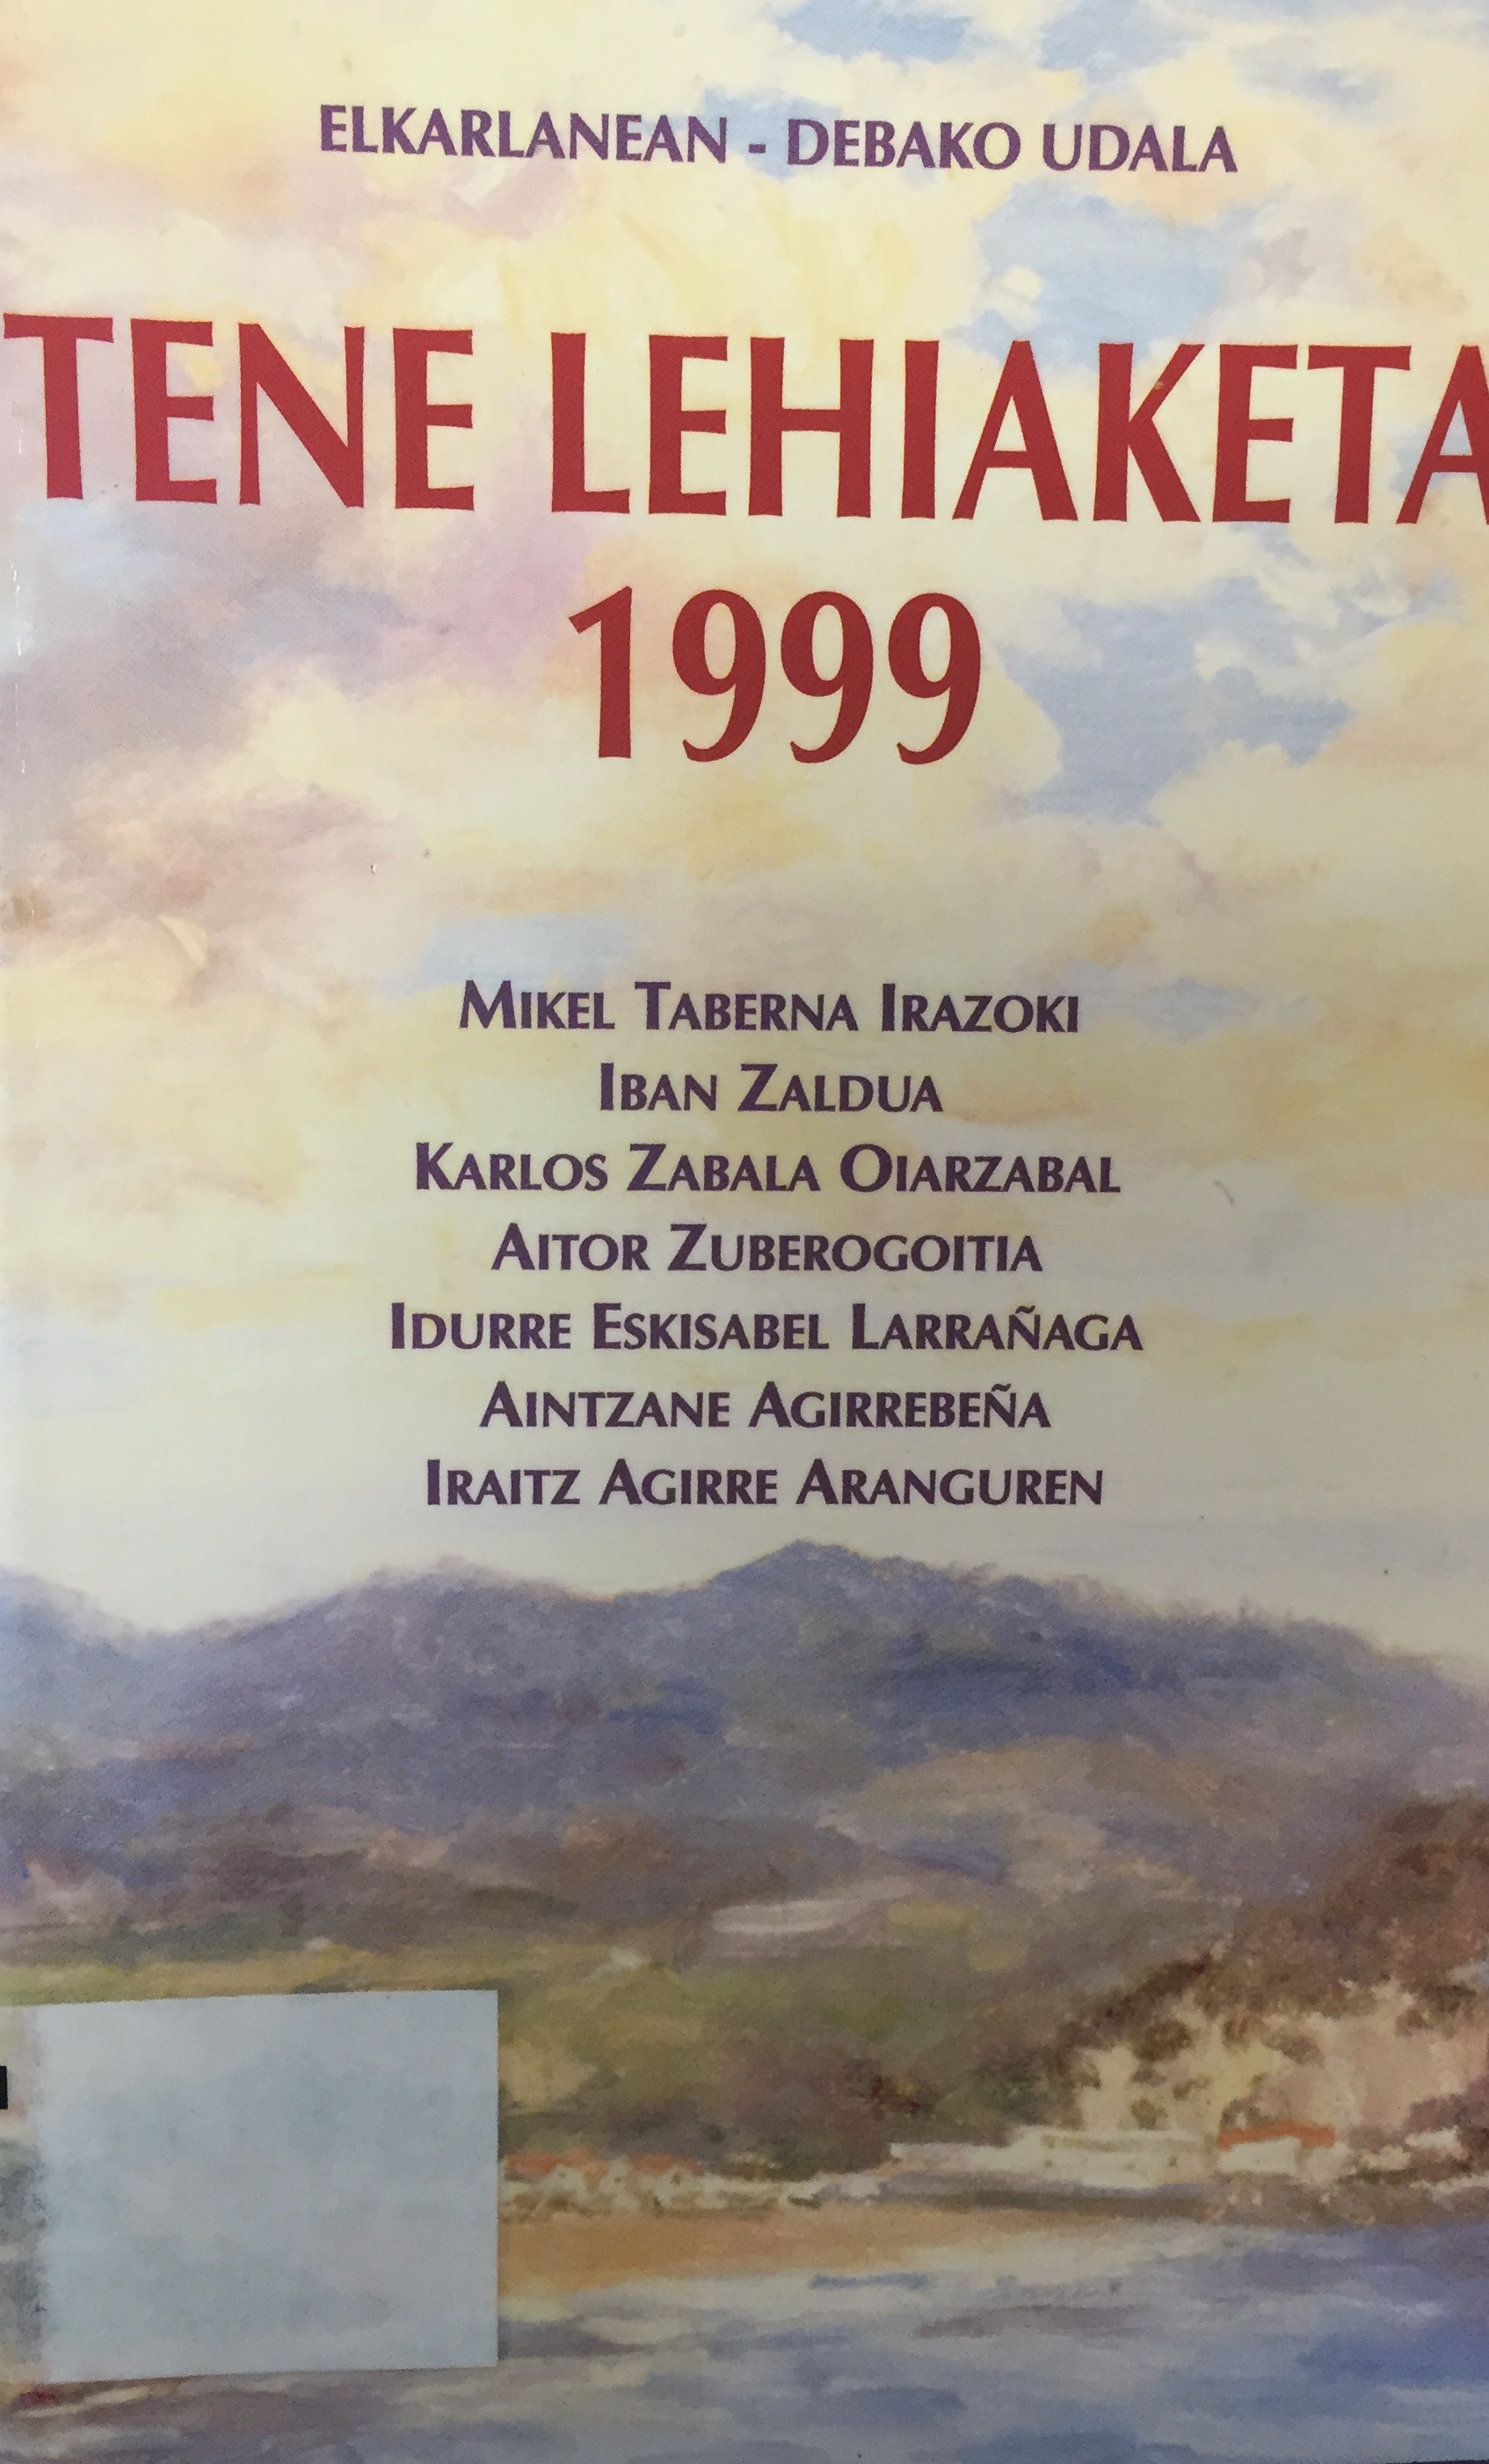 ELKARLANEAN - DEBAKO UDALA
TENE LEHIAKETA
1999
MIKEL TABERNA IRAZOKI
IBAN ZALDUA
KARLOS ZABALA OIARZABAL
AITOR ZUBEROGOITIA
IDURRE ESKISABEL LARRAÑAGA
AINTZANE AGIRREBEÑA
IRAITZ AGIRRE ARANGUREN